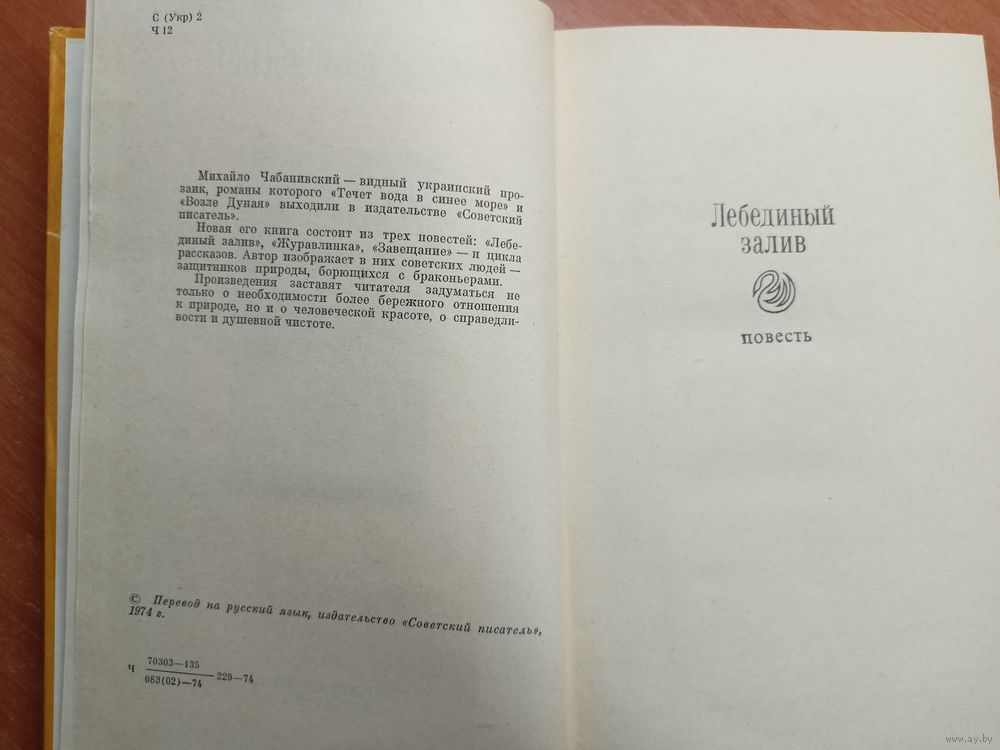 С (Укр) 2
Ч 12
Михайло Чабанивский — видный украинский про-
заик, романы которого «Течет вода в синее море» и
«Возле Дуная» выходили в издательстве «Советский
писатель».
Новая его книга состоит из трех повестей: «Лебе-
диный залив», «Журавлинка», «Завещание» — и цикла
рассказов. Автор изображает в них советских людей —
защитников природы, борющихся с браконьерами.
Произведения заставят читателя задуматься не
только о необходимости более бережного отношения
к природе, но и о человеческой красоте, о справедли-
вости и душевной чистоте.
© Перевод на русский язык, издательство «Советский писатель»,
1974 г.
Ч 70303—135
083(02)—74 229—74
Лебединый
залив
повесть
www.ay.by